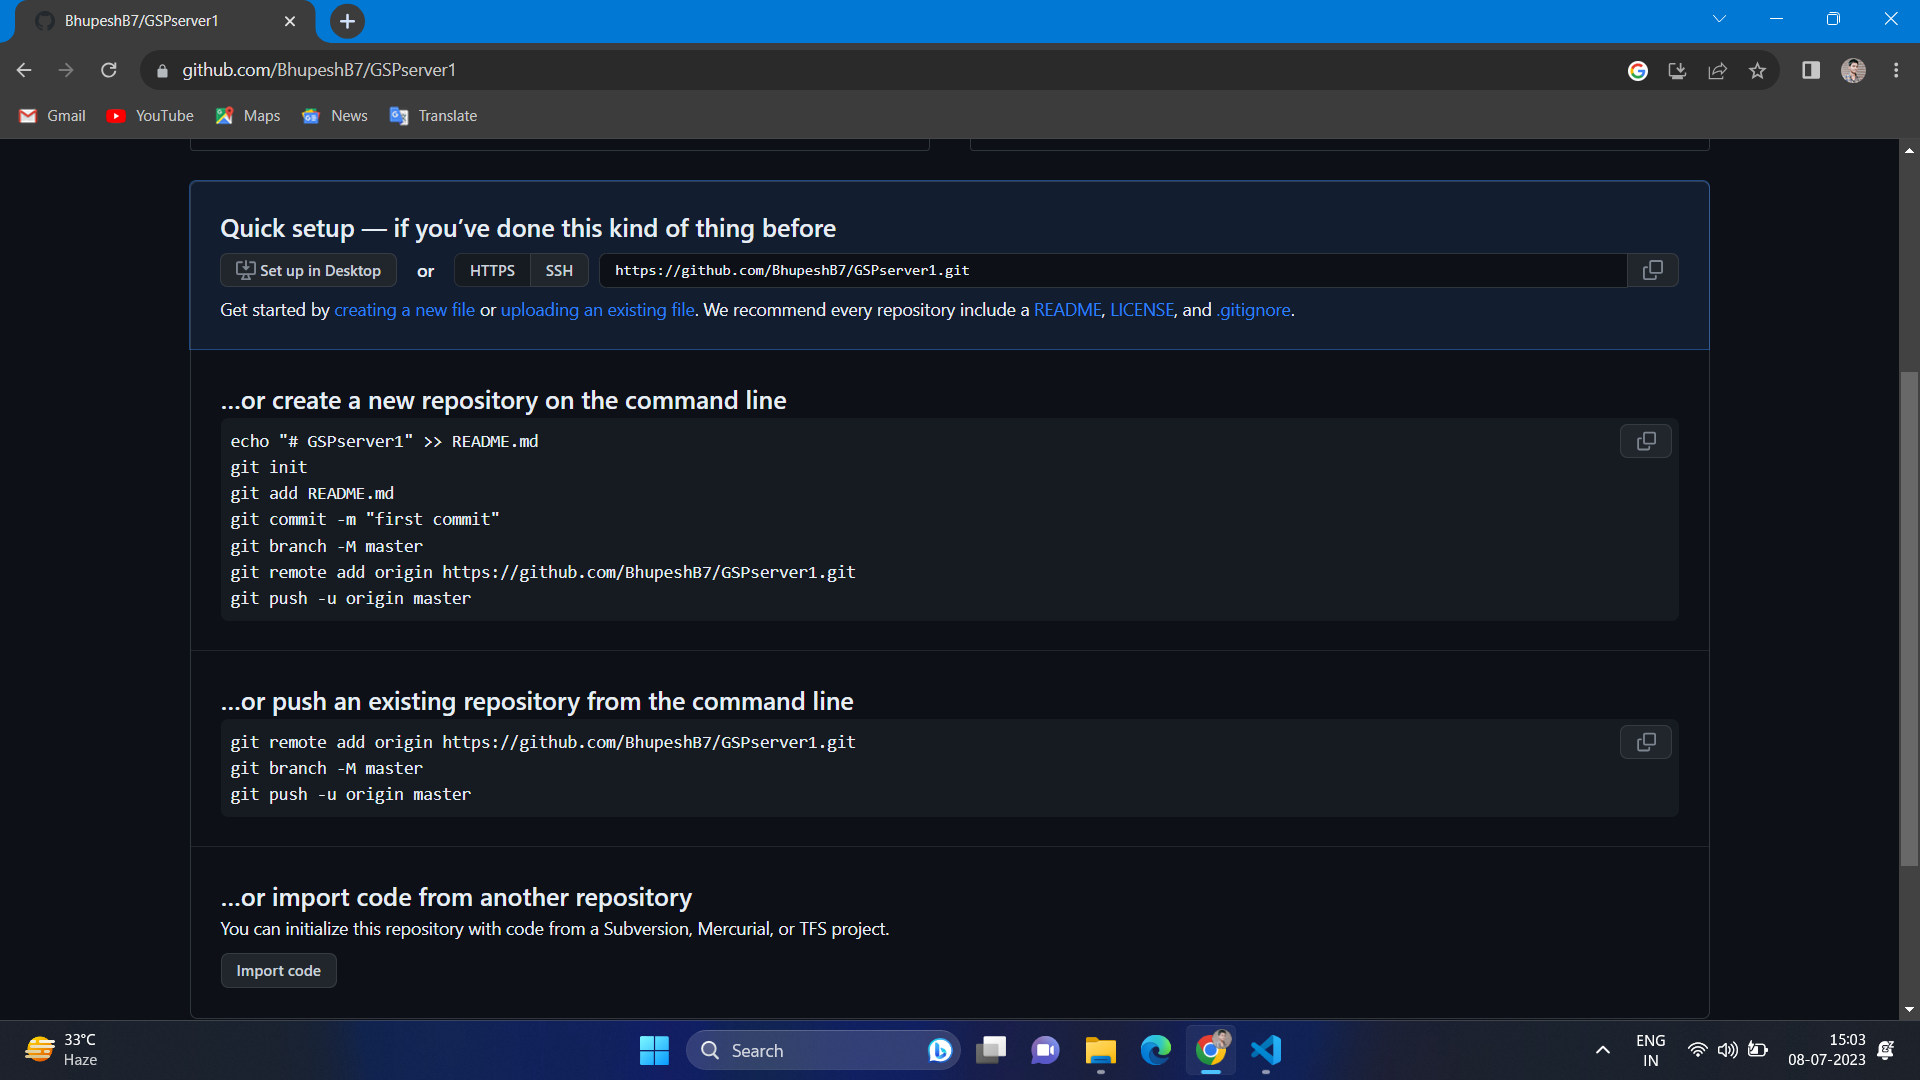 BhupeshB7/GSPserver1
github.com/BhupeshB7/GSPserver1
Gmail YouTube Maps News Translate
Quick setup — if you’ve done this kind of thing before
Set up in Desktop or HTTPS SSH https://github.com/BhupeshB7/GSPserver1.git
Get started by creating a new file or uploading an existing file. We recommend every repository include a README, LICENSE, and .gitignore.
…or create a new repository on the command line
echo "# GSPserver1" >> README.md
git init
git add README.md
git commit -m "first commit"
git branch -M master
git remote add origin https://github.com/BhupeshB7/GSPserver1.git
git push -u origin master
…or push an existing repository from the command line
git remote add origin https://github.com/BhupeshB7/GSPserver1.git
git branch -M master
git push -u origin master
…or import code from another repository
You can initialize this repository with code from a Subversion, Mercurial, or TFS project.
Import code
33°C
Haze
Search
ENG
IN
15:03
08-07-2023